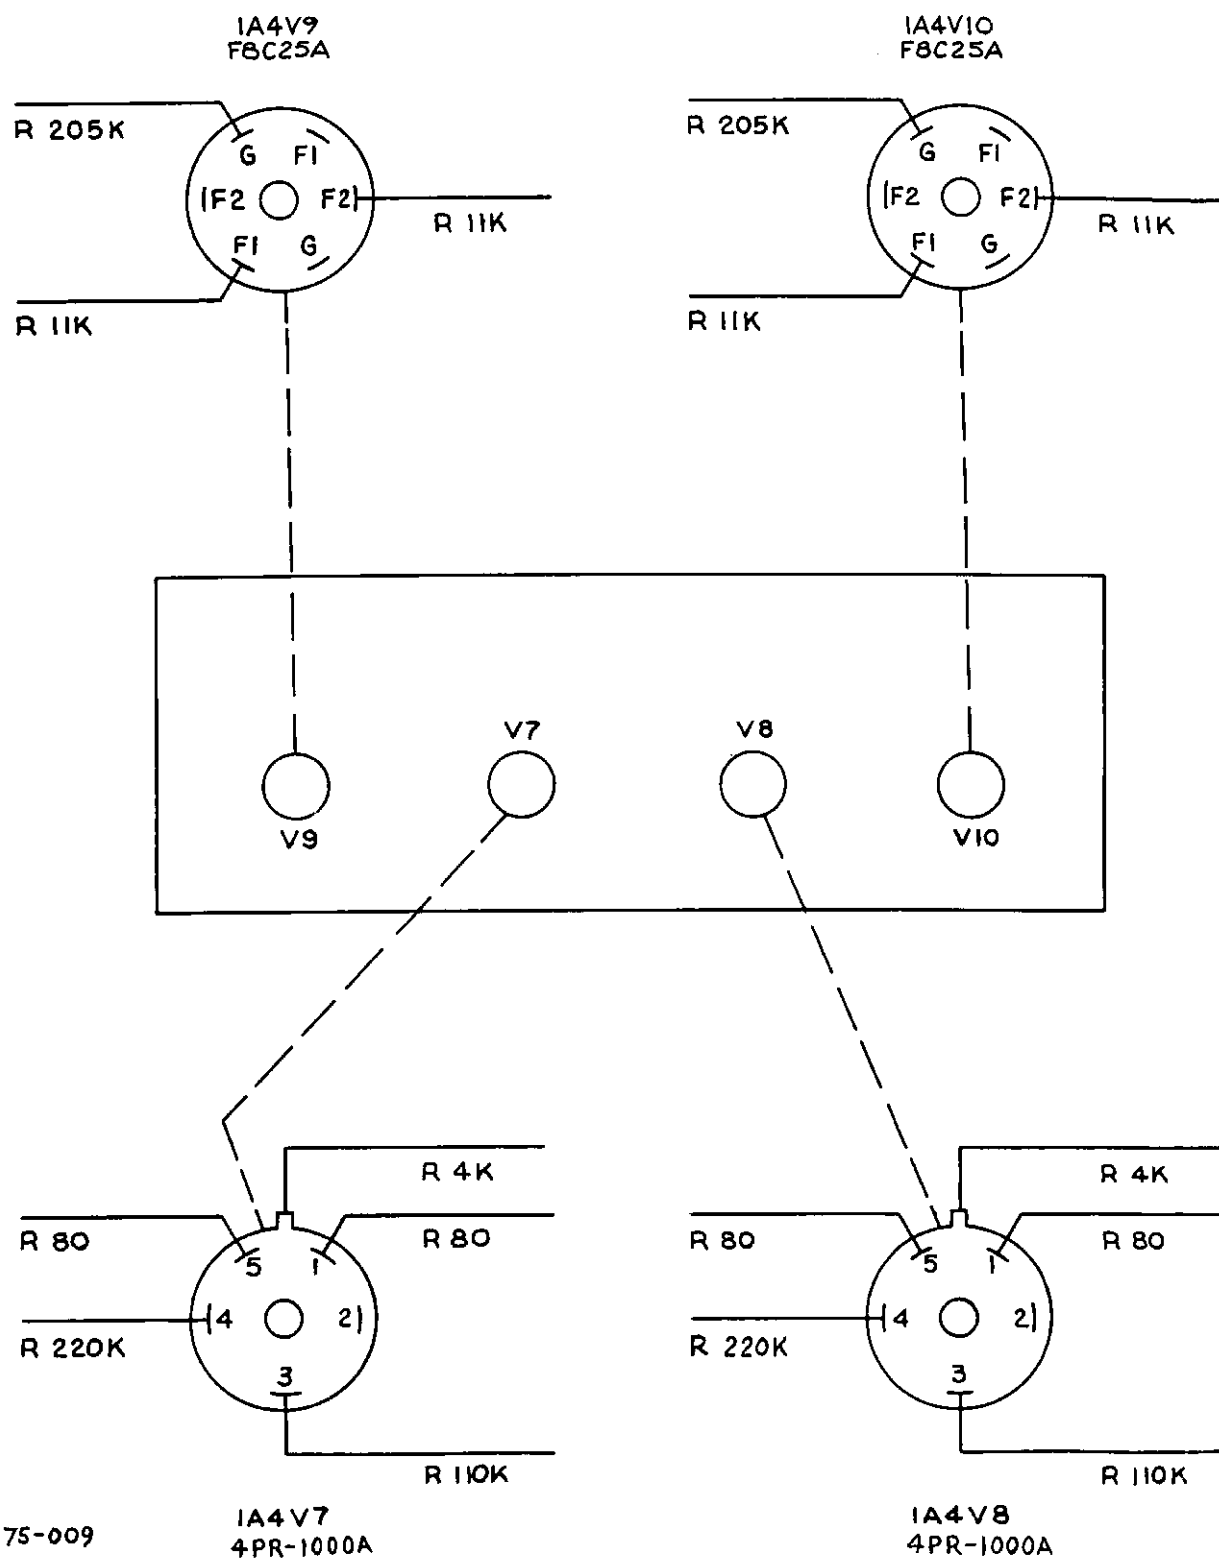 1A4V9
F8C25A
1A4V10
F8C25A
R 205K
G F1
(F2 F2)
F1 G
R 11K
R 11K
R 205K
G F1
(F2 F2)
F1 G
R 11K
R 11K
V9
V7
V8
V10
R 4K
R 80
R 80
5 1
4 2
3
R 220K
R 110K
R 4K
R 80
R 80
5 1
4 2
3
R 220K
R 110K
75-009
1A4V7
4PR-1000A
1A4V8
4PR-1000A